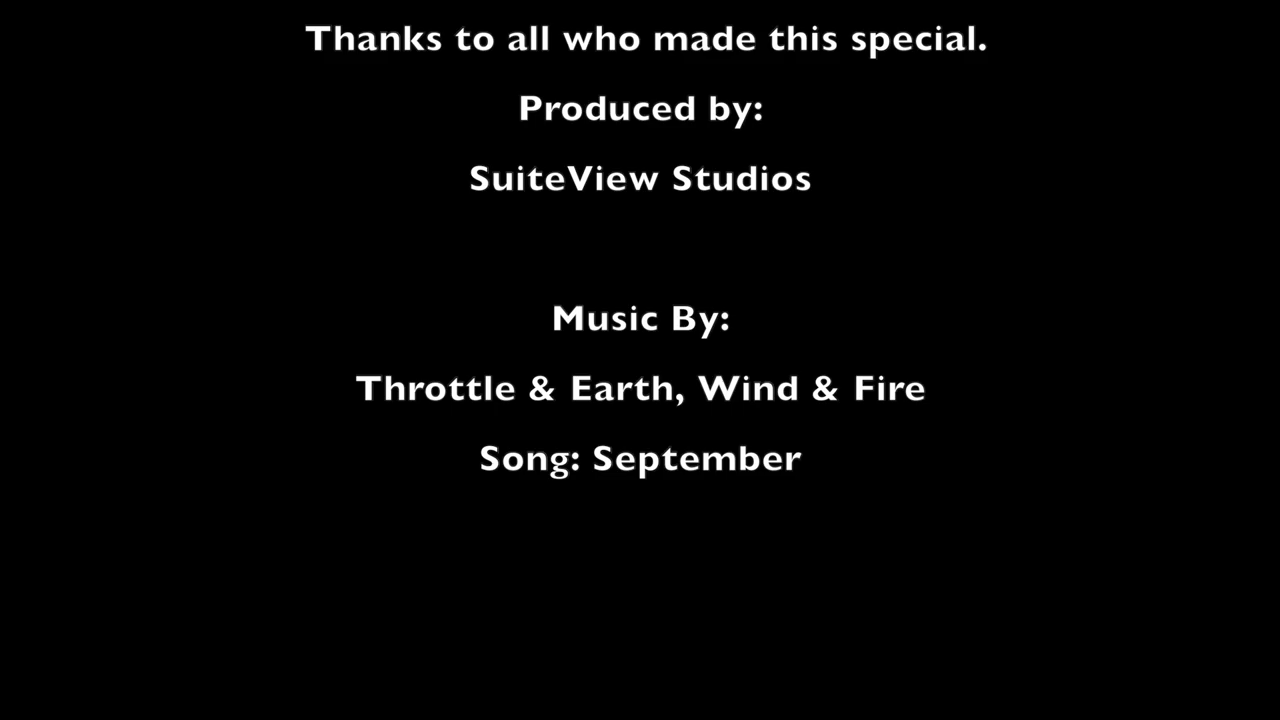 Thanks to all who made this special.
Produced by:
SuiteView Studios
Music By:
Throttle & Earth, Wind & Fire
Song: September